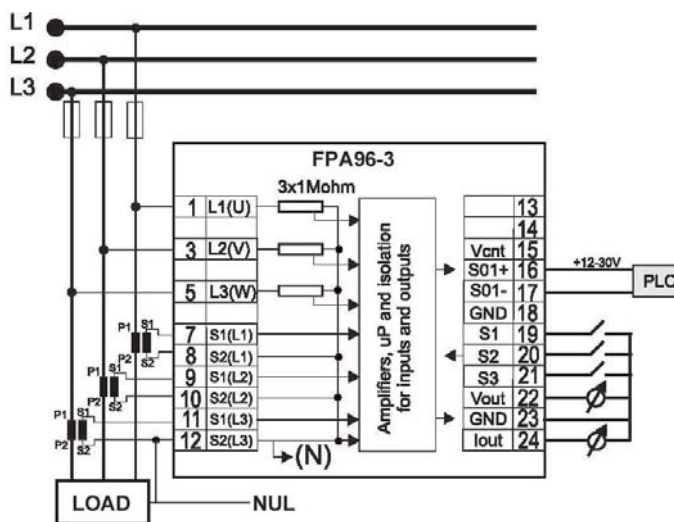 L1
L2
L3
FPA96-3
3x1Mohm
1 L1(U)
3 L2(V)
5 L3(W)
7 S1(L1)
8 S2(L1)
9 S1(L2)
10 S2(L2)
11 S1(L3)
12 S2(L3)
(N)
Amplifiers, uP and isolation
for inputs and outputs
13
14
Vcnt 15
S01+ 16
S01- 17
GND 18
S1 19
S2 20
S3 21
Vout 22
GND 23
Iout 24
+12-30V
PLC
P1 S1
P2 S2
P1 S1
P2 S2
P1 S1
P2 S2
LOAD
NUL